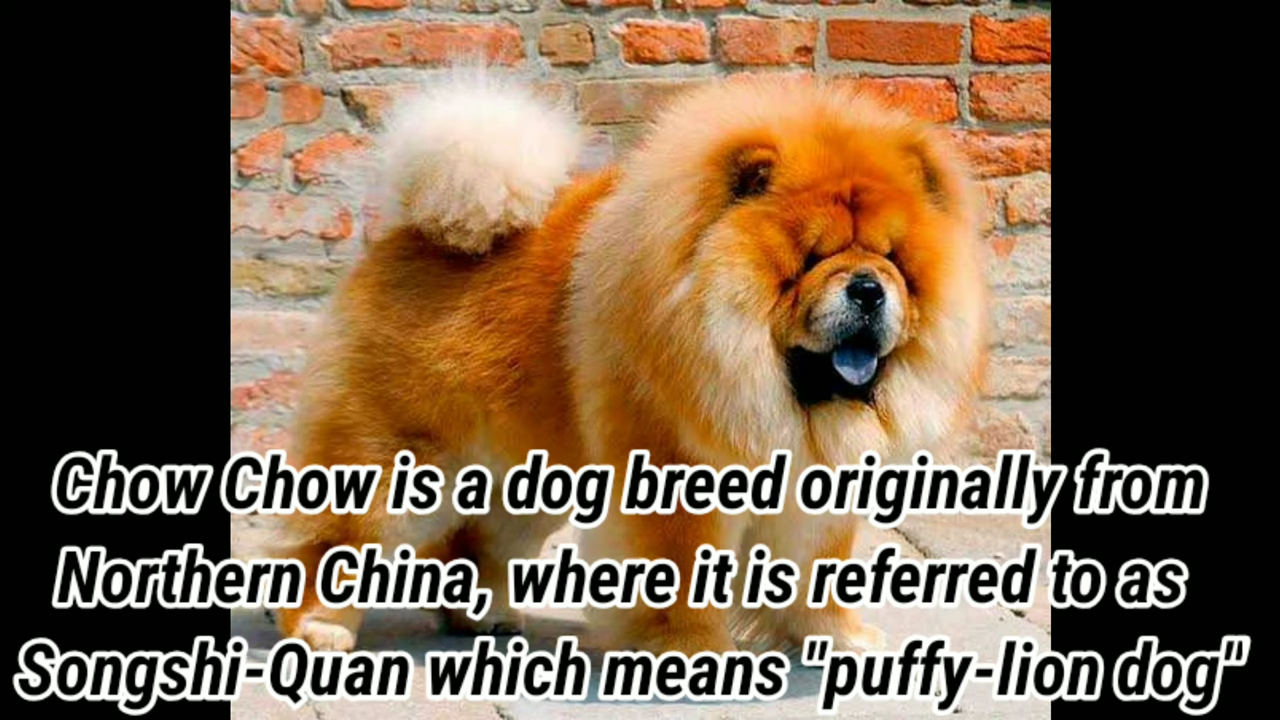 Chow Chow is a dog breed originally from
Northern China, where it is referred to as
Songshi-Quan which means "puffy-lion dog"